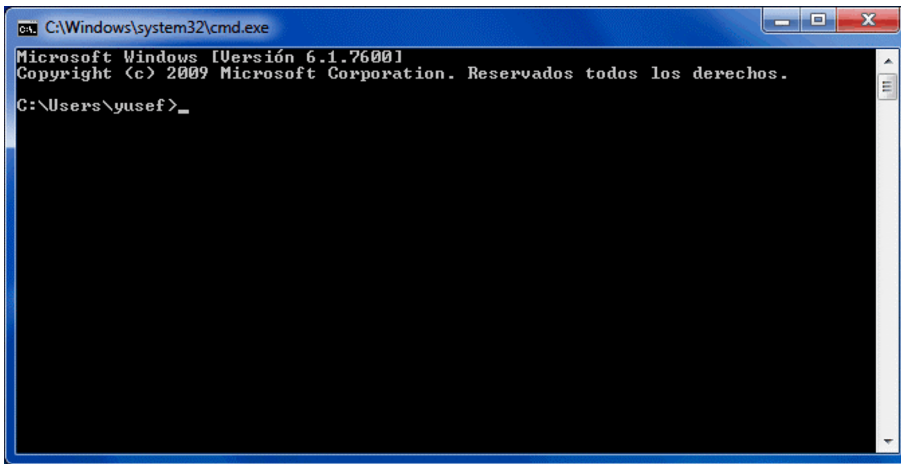 C:\Windows\system32\cmd.exe
Microsoft Windows [Versión 6.1.7600]
Copyright (c) 2009 Microsoft Corporation. Reservados todos los derechos.
C:\Users\yusef>_